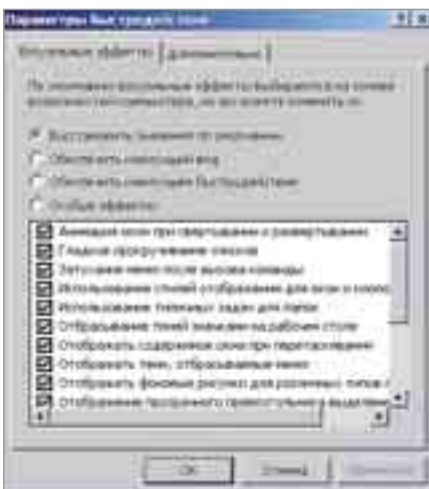 Параметры быстродействия
Визуальные эффекты
Дополнительно
По умолчанию визуальные эффекты выбираются на основе
возможностей компьютера, но вы можете изменить их.
Восстановить значения по умолчанию
Обеспечить наилучший вид
Обеспечить наилучшее быстродействие
Особые эффекты:
Анимация окон при свертывании и развертывании
Гладкое прокручивание списков
Затухание меню после вызова команды
Использование стилей отображения для окон и кнопо
Использование типичных задач для папок
Отбрасывание теней значками на рабочем столе
Отображать содержимое окна при перетаскивании
Отображать тени, отбрасываемые меню
Отображать фоновые рисунки для различных типов
Отображение прозрачного прямоугольника выделени
ОК
Отмена